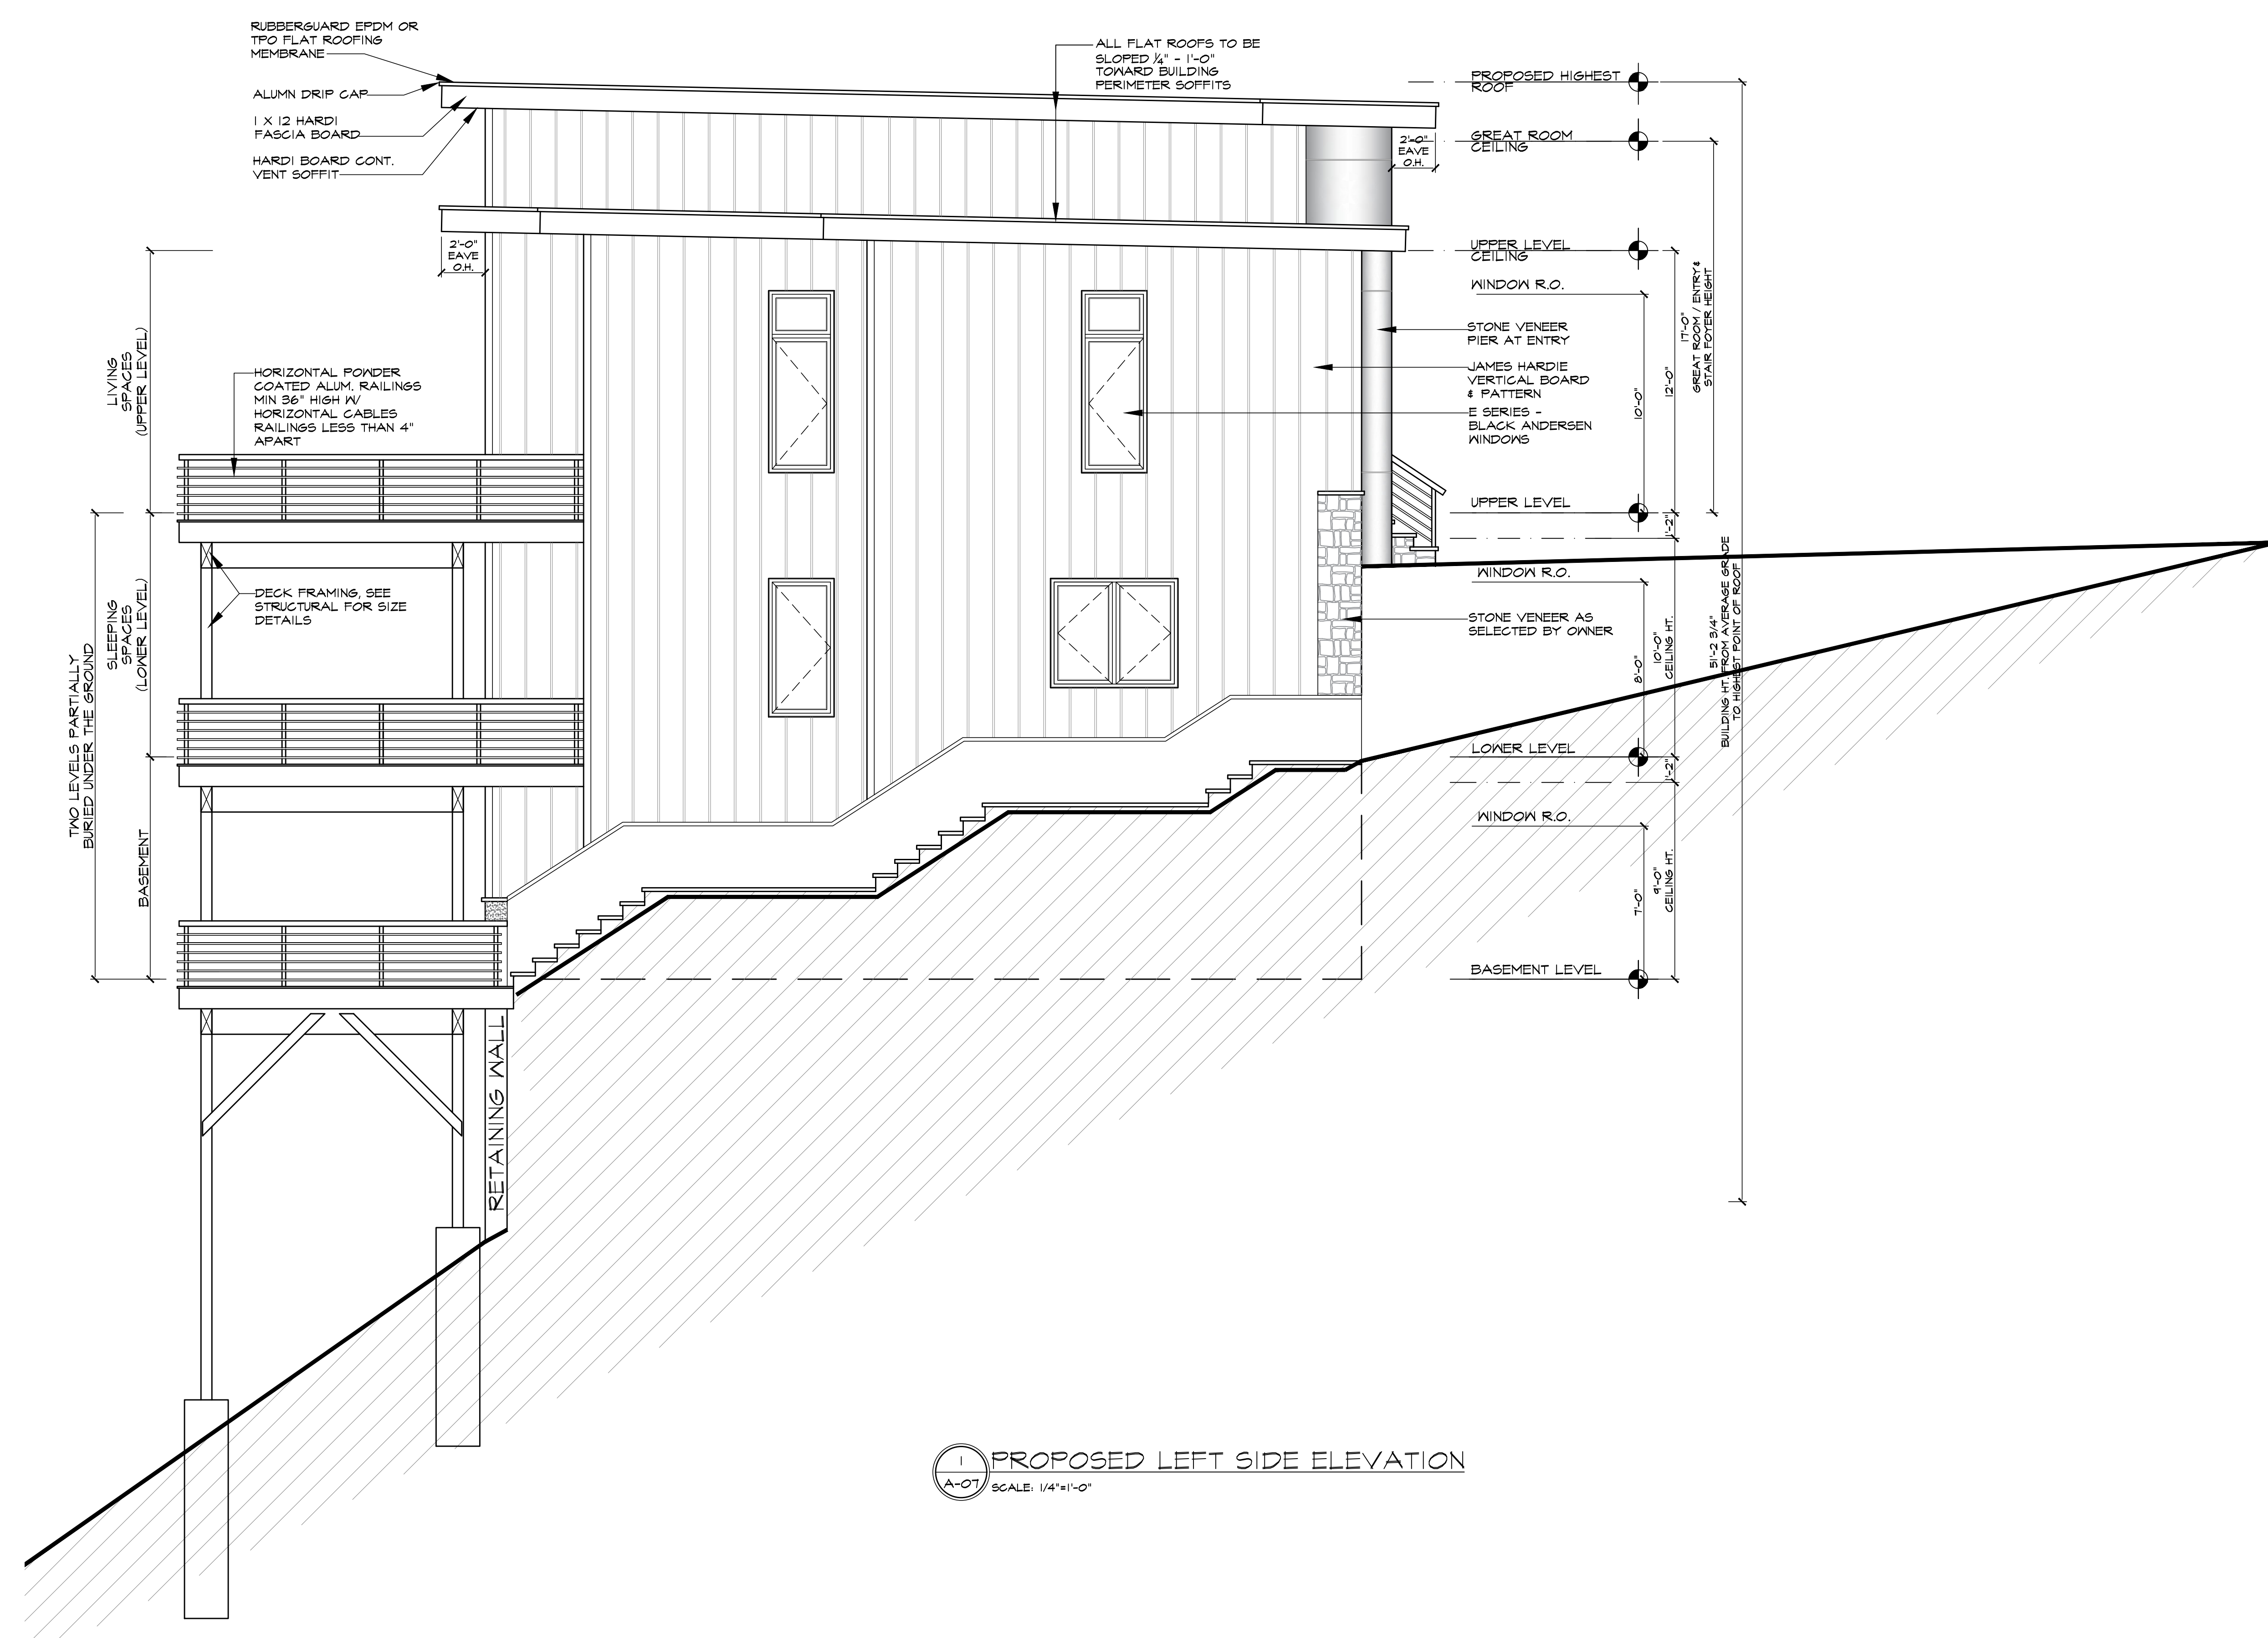 RUBBERGUARD EPDM OR
TPO FLAT ROOFING
MEMBRANE
ALUMN DRIP CAP
1 X 12 HARDI
FASCIA BOARD
HARDI BOARD CONT.
VENT SOFFIT
ALL FLAT ROOFS TO BE
SLOPED ¼" - 1'-0"
TOWARD BUILDING
PERIMETER SOFFITS
PROPOSED HIGHEST
ROOF
GREAT ROOM
CEILING
2'-0"
EAVE
O.H.
2'-0"
EAVE
O.H.
UPPER LEVEL
CEILING
WINDOW R.O.
STONE VENEER
PIER AT ENTRY
JAMES HARDIE
VERTICAL BOARD
& PATTERN
E SERIES -
BLACK ANDERSEN
WINDOWS
UPPER LEVEL
WINDOW R.O.
STONE VENEER AS
SELECTED BY OWNER
LOWER LEVEL
WINDOW R.O.
BASEMENT LEVEL
10'-0"
12'-0"
17'-0"
GREAT ROOM / ENTRY &
STAIR FOYER HEIGHT
1'-2"
8'-0"
10'-0"
CEILING HT.
51'-2 3/4"
BUILDING HT. FROM AVERAGE GRADE
TO HIGHEST POINT OF ROOF
1'-2"
7'-0"
9'-0"
CEILING HT.
LIVING
SPACES
(UPPER LEVEL)
HORIZONTAL POWDER
COATED ALUM. RAILINGS
MIN 36" HIGH W/
HORIZONTAL CABLES
RAILINGS LESS THAN 4"
APART
DECK FRAMING, SEE
STRUCTURAL FOR SIZE
DETAILS
SLEEPING
SPACES
(LOWER LEVEL)
TWO LEVELS PARTIALLY
BURIED UNDER THE GROUND
BASEMENT
RETAINING WALL
1
A-07
PROPOSED LEFT SIDE ELEVATION
SCALE: 1/4"=1'-0"